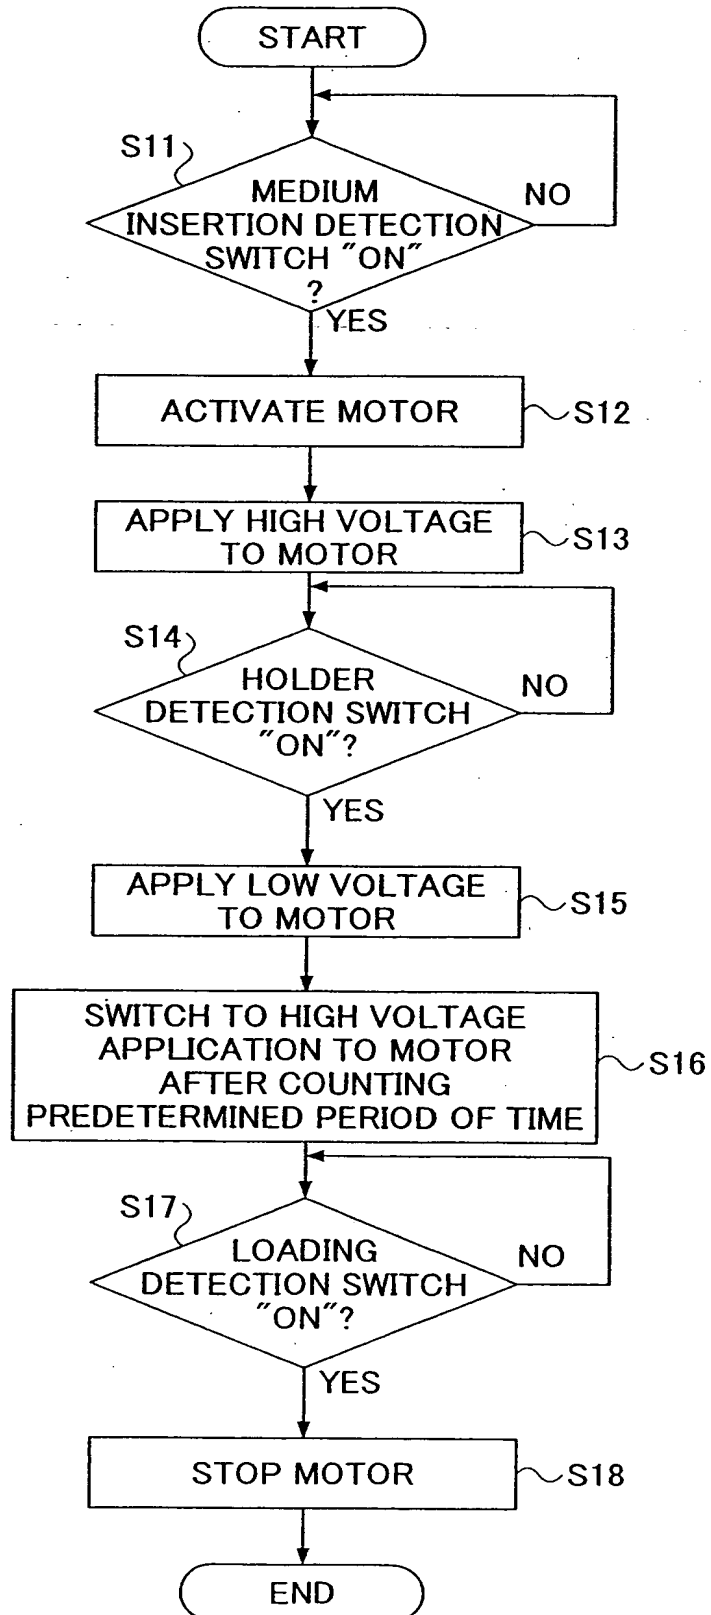 START
S11
MEDIUM
INSERTION DETECTION
SWITCH "ON"
?
NO
YES
ACTIVATE MOTOR
S12
APPLY HIGH VOLTAGE
TO MOTOR
S13
S14
HOLDER
DETECTION SWITCH
"ON"?
NO
YES
APPLY LOW VOLTAGE
TO MOTOR
S15
SWITCH TO HIGH VOLTAGE
APPLICATION TO MOTOR
AFTER COUNTING
PREDETERMINED PERIOD OF TIME
S16
S17
LOADING
DETECTION SWITCH
"ON"?
NO
YES
STOP MOTOR
S18
END